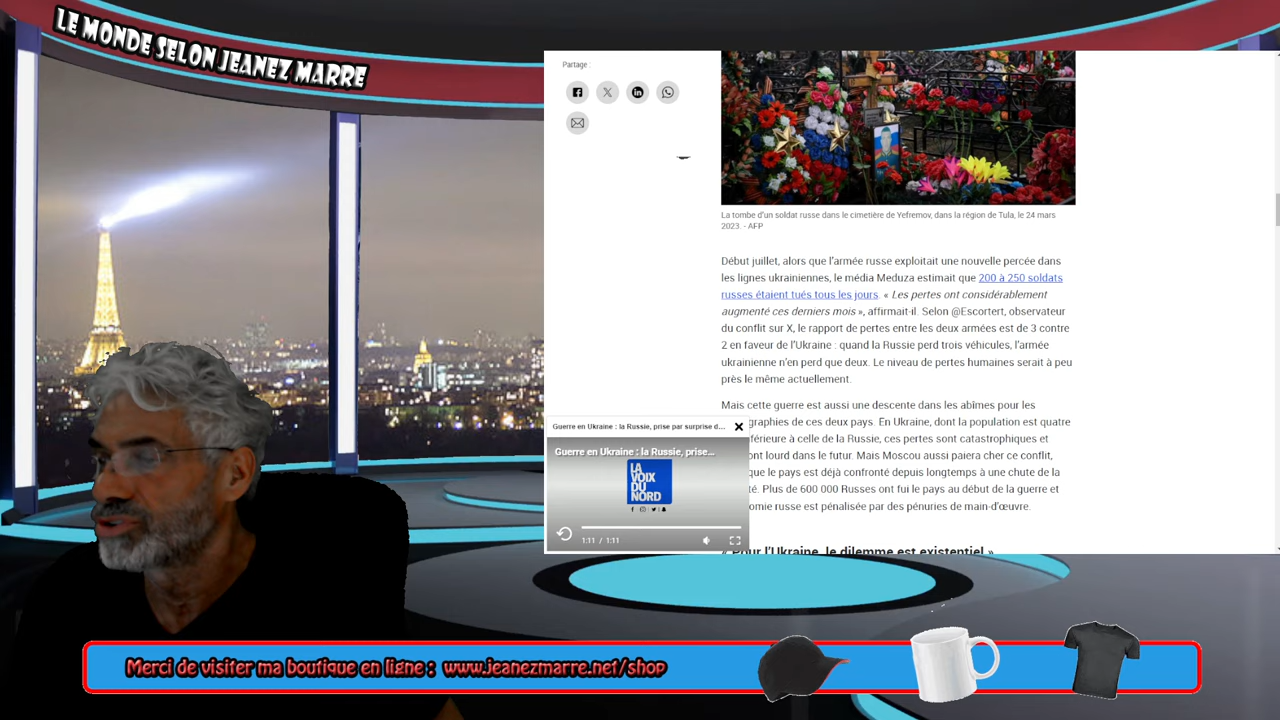 LE MONDE SELON JEANEZ MARRE
Partage :
La tombe d'un soldat russe dans le cimetière de Yefremov, dans la région de Tula, le 24 mars
2023. - AFP
Début juillet, alors que l'armée russe exploitait une nouvelle percée dans
les lignes ukrainiennes, le média Meduza estimait que 200 à 250 soldats
russes étaient tués tous les jours. « Les pertes ont considérablement
augmenté ces derniers mois », affirmait-il. Selon @Escortert, observateur
du conflit sur X, le rapport de pertes entre les deux armées est de 3 contre
2 en faveur de l'Ukraine : quand la Russie perd trois véhicules, l'armée
ukrainienne n'en perd que deux. Le niveau de pertes humaines serait à peu
près le même actuellement.
Mais cette guerre est aussi une descente dans les abîmes pour les
ographies de ces deux pays. En Ukraine, dont la population est quatre
férieure à celle de la Russie, ces pertes sont catastrophiques et
ont lourd dans le futur. Mais Moscou aussi paiera cher ce conflit,
que le pays est déjà confronté depuis longtemps à une chute de la
té. Plus de 600 000 Russes ont fui le pays au début de la guerre et
omie russe est pénalisée par des pénuries de main-d'œuvre.
« Pour l'Ukraine, le dilemme est existentiel »
Guerre en Ukraine : la Russie, prise par surprise d...
Guerre en Ukraine : la Russie, prise...
LA
VOIX
DU
NORD
1:11 / 1:11
Merci de visiter ma boutique en ligne : www.jeanezmarre.net/shop